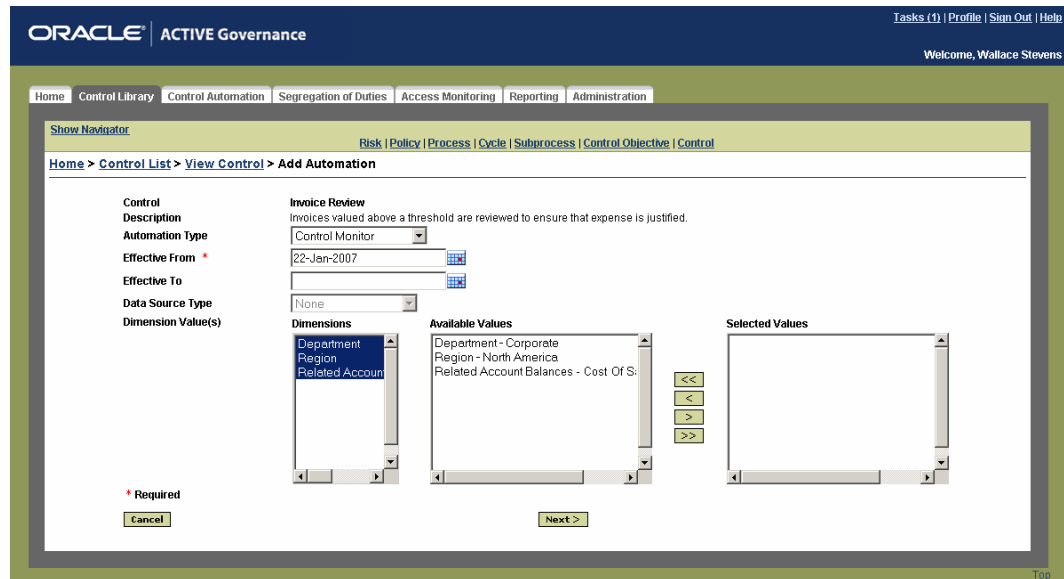 Tasks (1) | Profile | Sign Out | Help
ORACLE® | ACTIVE Governance
Welcome, Wallace Stevens
Home Control Library Control Automation Segregation of Duties Access Monitoring Reporting Administration
Show Navigator
Risk | Policy | Process | Cycle | Subprocess | Control Objective | Control
Home > Control List > View Control > Add Automation
Control Invoice Review
Description Invoices valued above a threshold are reviewed to ensure that expense is justified.
Automation Type Control Monitor
Effective From * 22-Jan-2007
Effective To
Data Source Type None
Dimension Value(s) Dimensions Available Values Selected Values
Department Department - Corporate
Region Region - North America
Related Accoun Related Account Balances - Cost Of Sa
<<
<
>
>>
* Required
Cancel Next >
Top